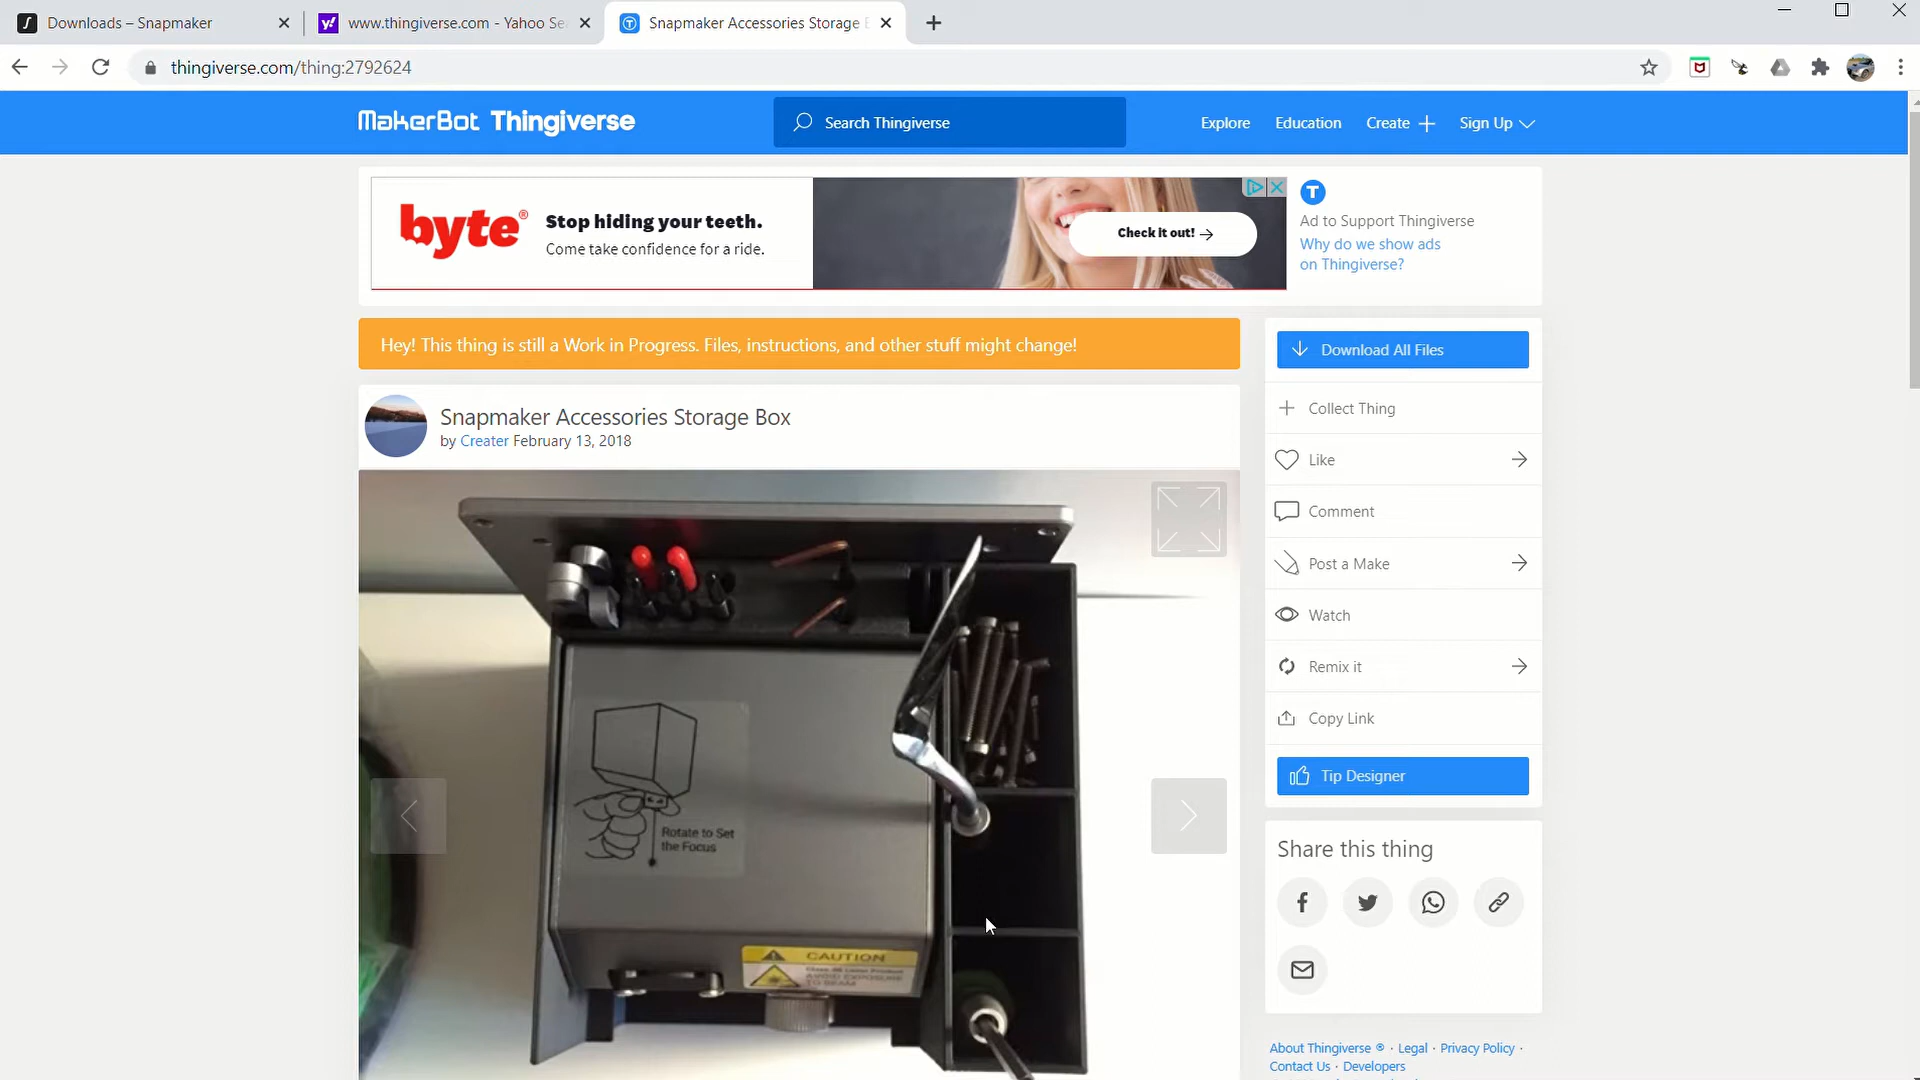 Downloads – Snapmaker
www.thingiverse.com - Yahoo Se
Snapmaker Accessories Storage
thingiverse.com/thing:2792624
MakerBot Thingiverse
Search Thingiverse
Explore
Education
Create
Sign Up
byte®
Stop hiding your teeth.
Come take confidence for a ride.
Check it out!
Ad to Support Thingiverse
Why do we show ads
on Thingiverse?
Hey! This thing is still a Work in Progress. Files, instructions, and other stuff might change!
Download All Files
Snapmaker Accessories Storage Box
by Creater February 13, 2018
Collect Thing
Like
Comment
Post a Make
Watch
Remix it
Copy Link
Tip Designer
Rotate to Set
the Focus
CAUTION
AVOID EXPOSURE
TO BEAM
Share this thing
About Thingiverse ® · Legal · Privacy Policy ·
Contact Us · Developers